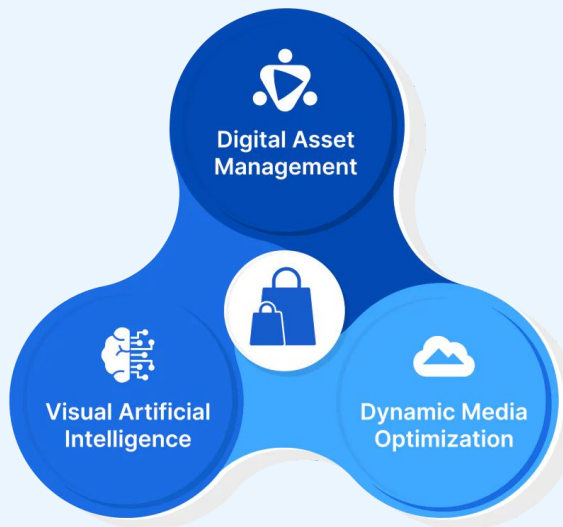 Digital Asset
Management
Visual Artificial
Intelligence
Dynamic Media
Optimization